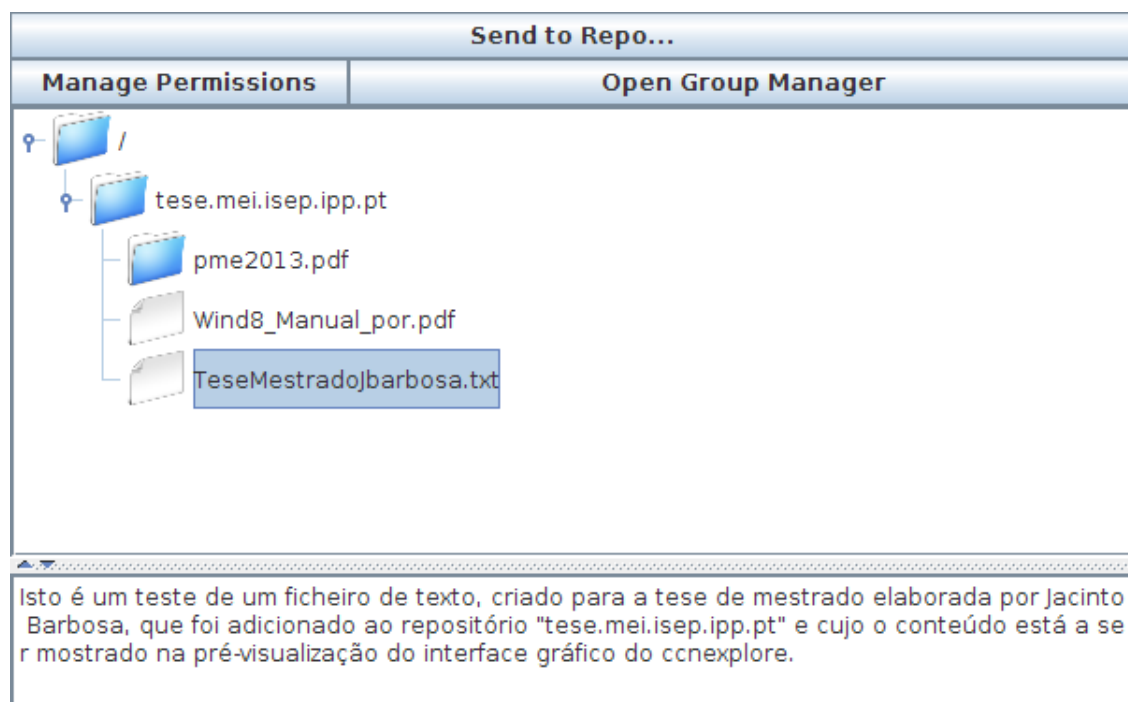 Send to Repo...
Manage Permissions
Open Group Manager
/
tese.mei.isep.ipp.pt
pme2013.pdf
Wind8_Manual_por.pdf
TeseMestradoJbarbosa.txt
Isto é um teste de um ficheiro de texto, criado para a tese de mestrado elaborada por Jacinto
Barbosa, que foi adicionado ao repositório "tese.mei.isep.ipp.pt" e cujo o conteúdo está a se
r mostrado na pré-visualização do interface gráfico do ccnexplore.